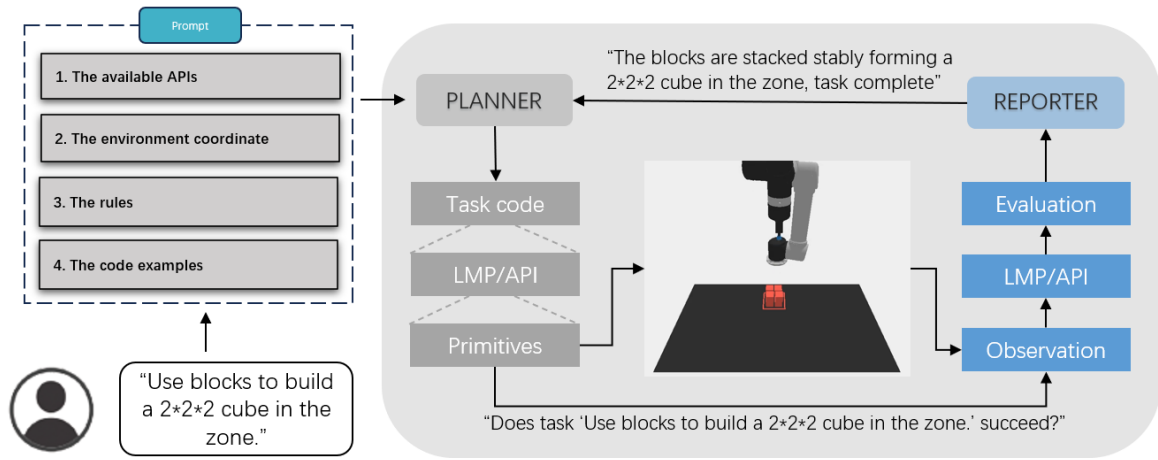 Prompt
1. The available APIs
2. The environment coordinate
3. The rules
4. The code examples
“Use blocks to build
a 2*2*2 cube in the
zone.”
“The blocks are stacked stably forming a
2*2*2 cube in the zone, task complete”
PLANNER
REPORTER
Task code
LMP/API
Primitives
Evaluation
LMP/API
Observation
“Does task ‘Use blocks to build a 2*2*2 cube in the zone.’ succeed?”